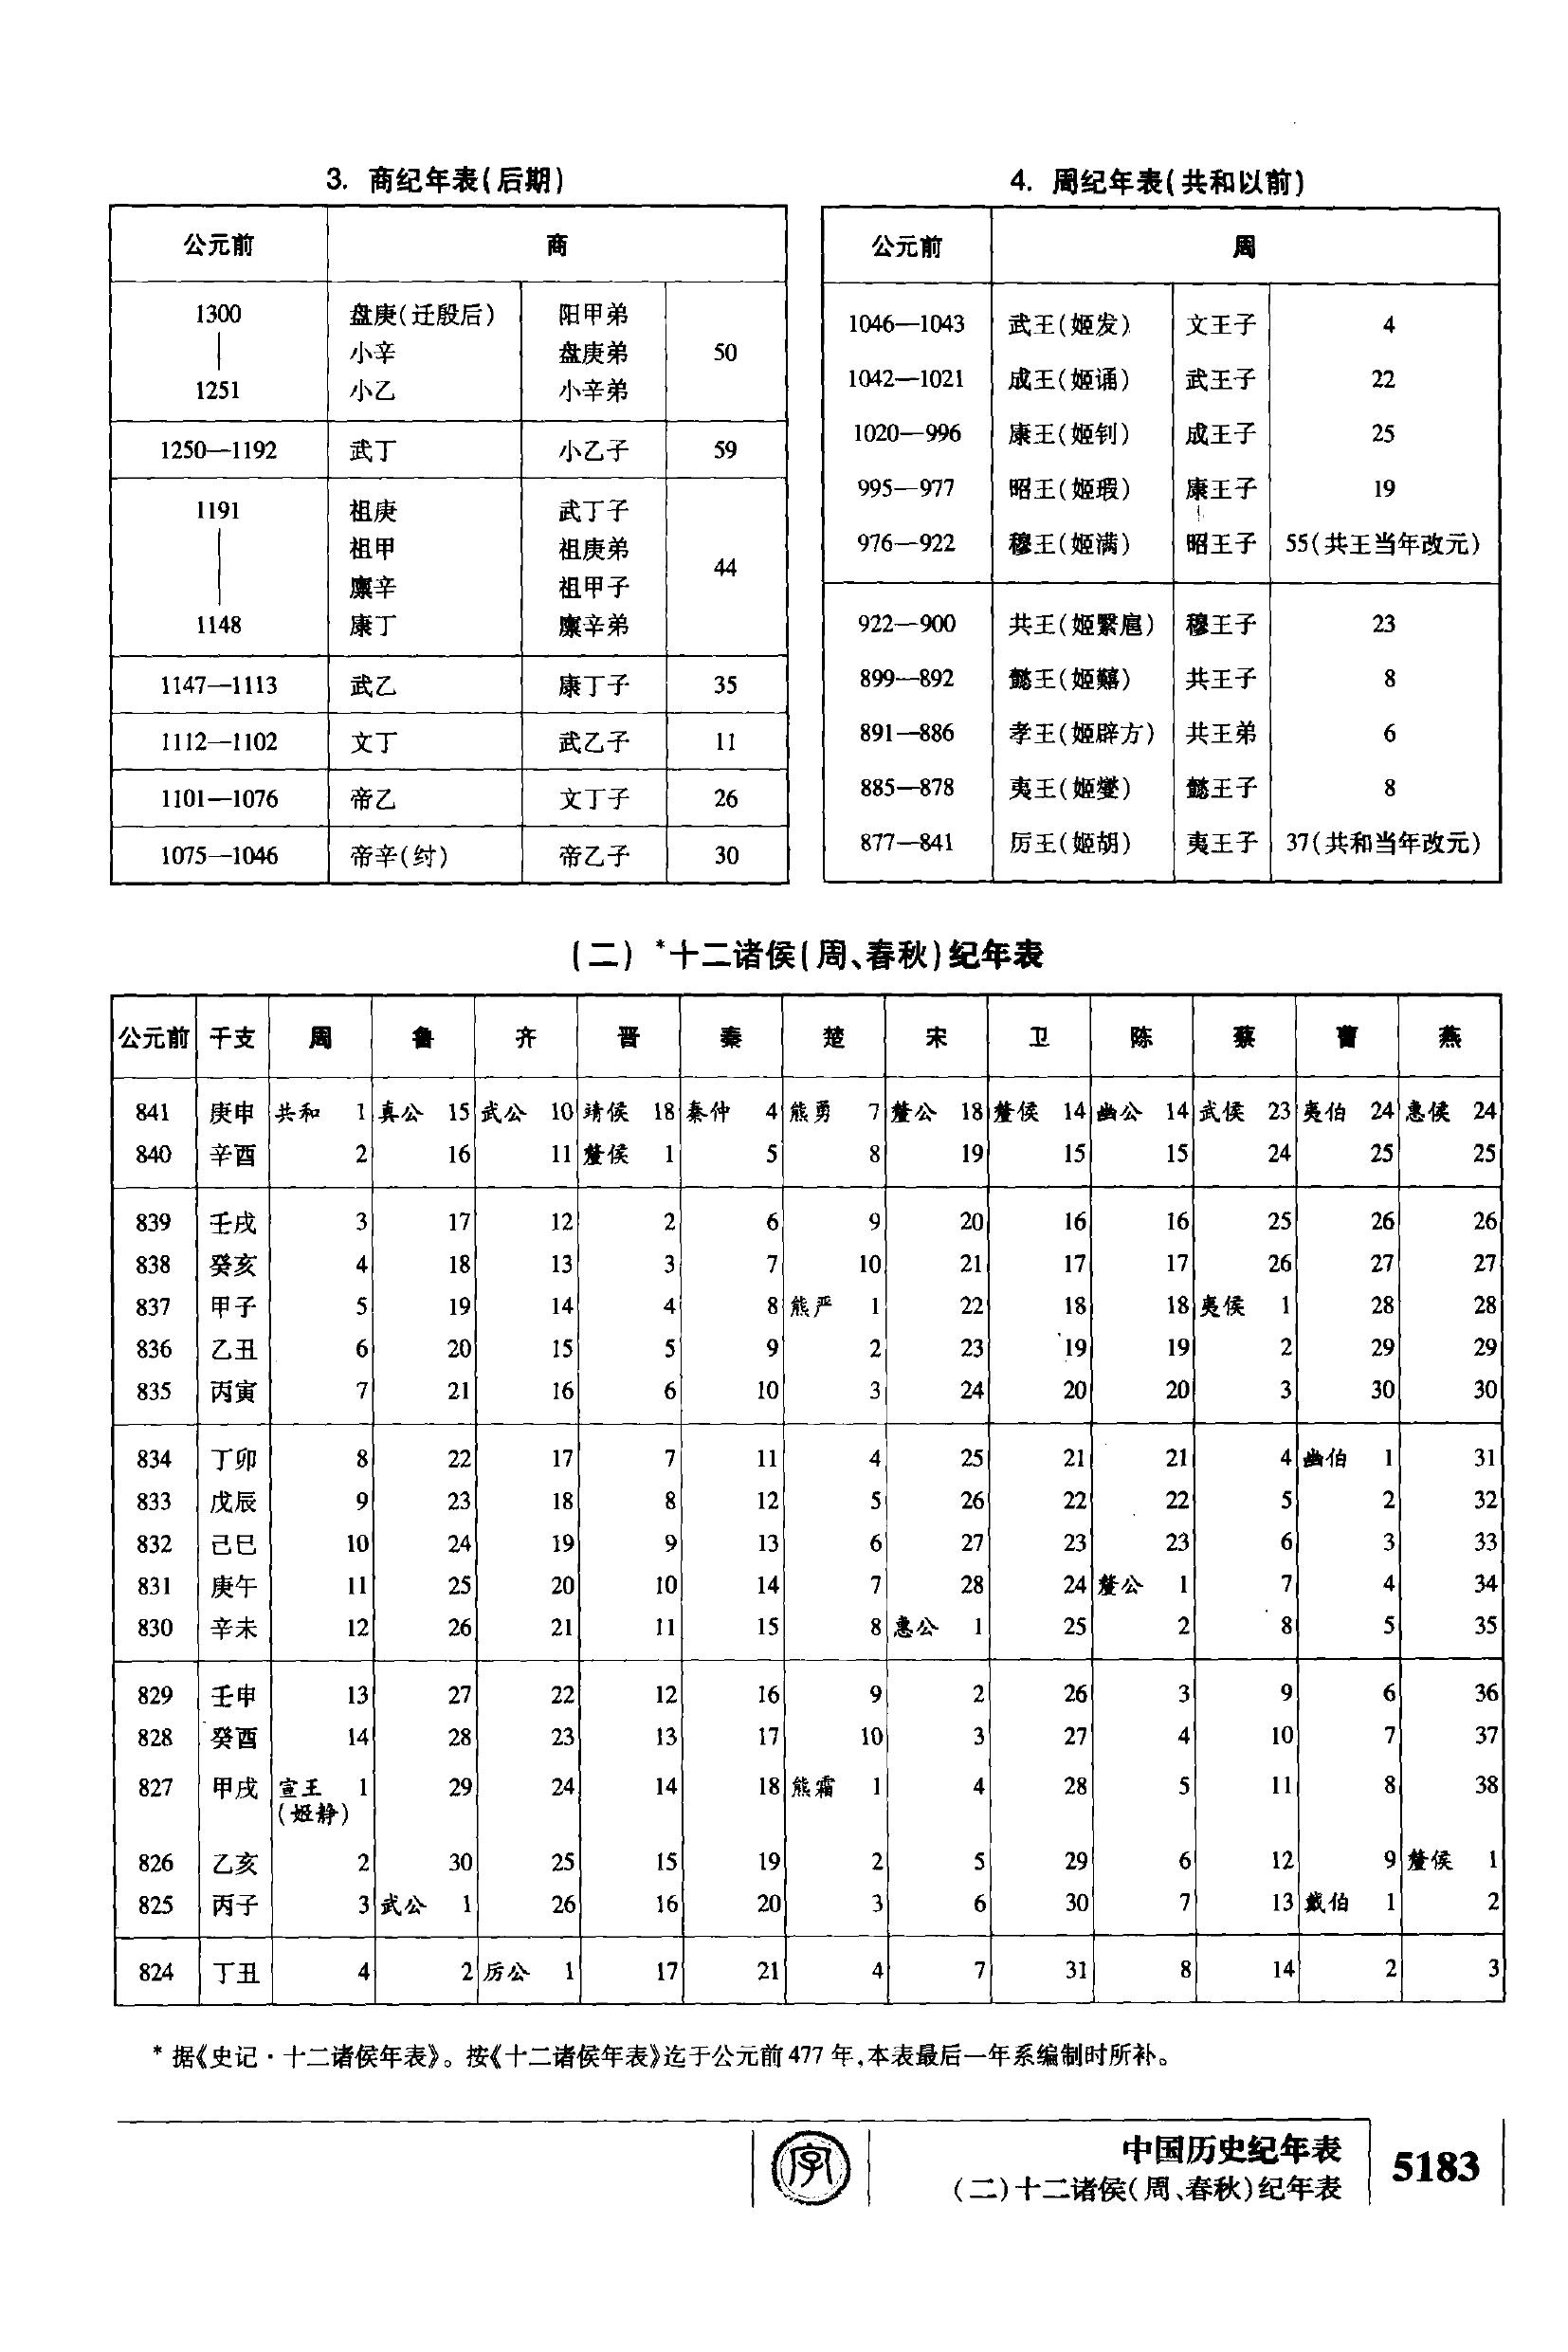 3. 商纪年表(后期)
公元前 商
1300 盘庚(迁殷后) 阳甲弟
| 小辛 盘庚弟 50
1251 小乙 小辛弟
1250—1192 武丁 小乙子 59
1191 祖庚 武丁子
| 祖甲 祖庚弟 44
廪辛 祖甲子
1148 康丁 廪辛弟
1147—1113 武乙 康丁子 35
1112—1102 文丁 武乙子 11
1101—1076 帝乙 文丁子 26
1075—1046 帝辛(纣) 帝乙子 30
4. 周纪年表(共和以前)
公元前 周
1046—1043 武王(姬发) 文王子 4
1042—1021 成王(姬诵) 武王子 22
1020—996 康王(姬钊) 成王子 25
995—977 昭王(姬瑕) 康王子 19
976—922 穆王(姬满) 昭王子 55(共王当年改元)
922—900 共王(姬繄扈) 穆王子 23
899—892 懿王(姬囏) 共王子 8
891—886 孝王(姬辟方) 共王弟 6
885—878 夷王(姬燮) 懿王子 8
877—841 厉王(姬胡) 夷王子 37(共和当年改元)
(二) *十二诸侯(周、春秋)纪年表
公元前 干支 周 鲁 齐 晋 秦 楚 宋 卫 陈 蔡 曹 燕
841 庚申 共和 1 真公 15 武公 10 靖侯 18 秦仲 4 熊勇 7 釐公 18 釐侯 14 幽公 14 武侯 23 夷伯 24 惠侯 24
840 辛酉 2 16 11 釐侯 1 5 8 19 15 15 24 25 25
839 壬戌 3 17 12 2 6 9 20 16 16 25 26 26
838 癸亥 4 18 13 3 7 10 21 17 17 26 27 27
837 甲子 5 19 14 4 8 熊严 1 22 18 18 夷侯 1 28 28
836 乙丑 6 20 15 5 9 2 23 19 19 2 29 29
835 丙寅 7 21 16 6 10 3 24 20 20 3 30 30
834 丁卯 8 22 17 7 11 4 25 21 21 4 幽伯 1 31
833 戊辰 9 23 18 8 12 5 26 22 22 5 2 32
832 己巳 10 24 19 9 13 6 27 23 23 6 3 33
831 庚午 11 25 20 10 14 7 28 24 釐公 1 7 4 34
830 辛未 12 26 21 11 15 8 惠公 1 25 2 8 5 35
829 壬申 13 27 22 12 16 9 2 26 3 9 6 36
828 癸酉 14 28 23 13 17 10 3 27 4 10 7 37
827 甲戌 宣王 1 29 24 14 18 熊霜 1 4 28 5 11 8 38
(姬静)
826 乙亥 2 30 25 15 19 2 5 29 6 12 9 釐侯 1
825 丙子 3 武公 1 26 16 20 3 6 30 7 13 戴伯 1 2
824 丁丑 4 2 厉公 1 17 21 4 7 31 8 14 2 3
* 据《史记·十二诸侯年表》。按《十二诸侯年表》迄于公元前477年,本表最后一年系编制时所补。
字
中国历史纪年表
(二)十二诸侯(周、春秋)纪年表
5183